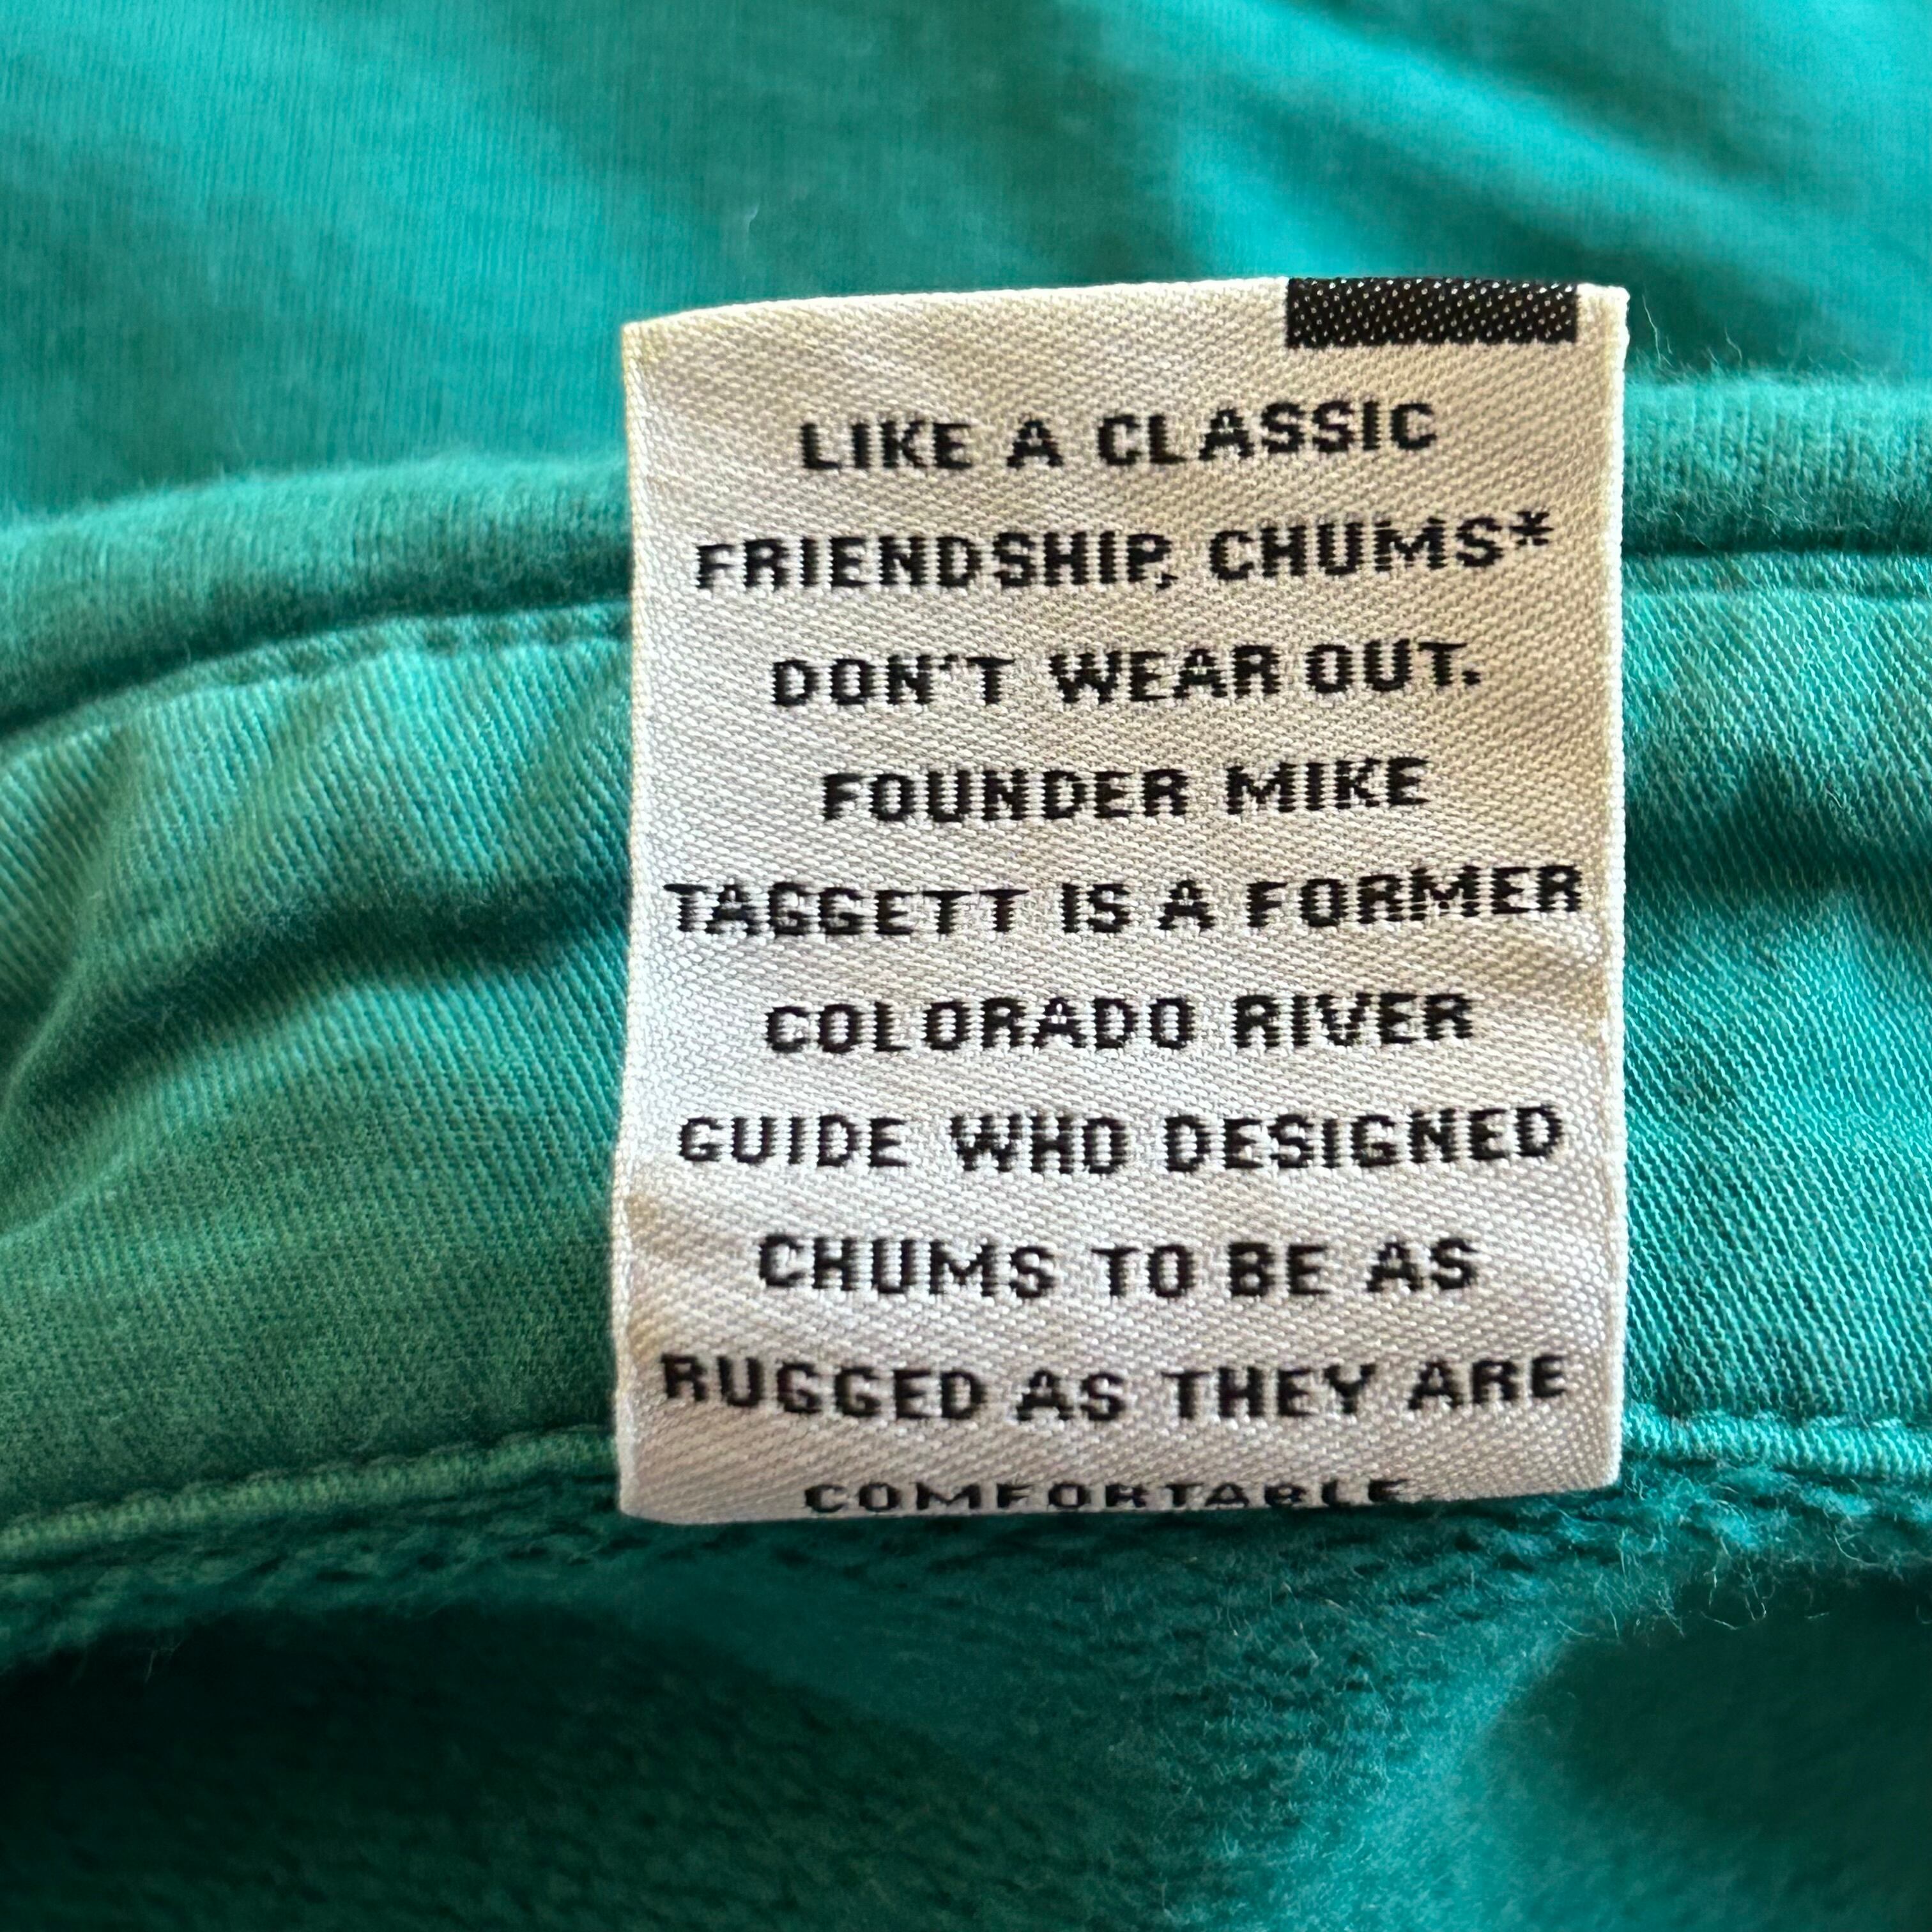 LIKE A CLASSIC
FRIENDSHIP, CHUMS*
DON'T WEAR OUT.
FOUNDER MIKE
TAGGETT IS A FORMER
COLORADO RIVER
GUIDE WHO DESIGNED
CHUMS TO BE AS
RUGGED AS THEY ARE
COMFORTABLE.